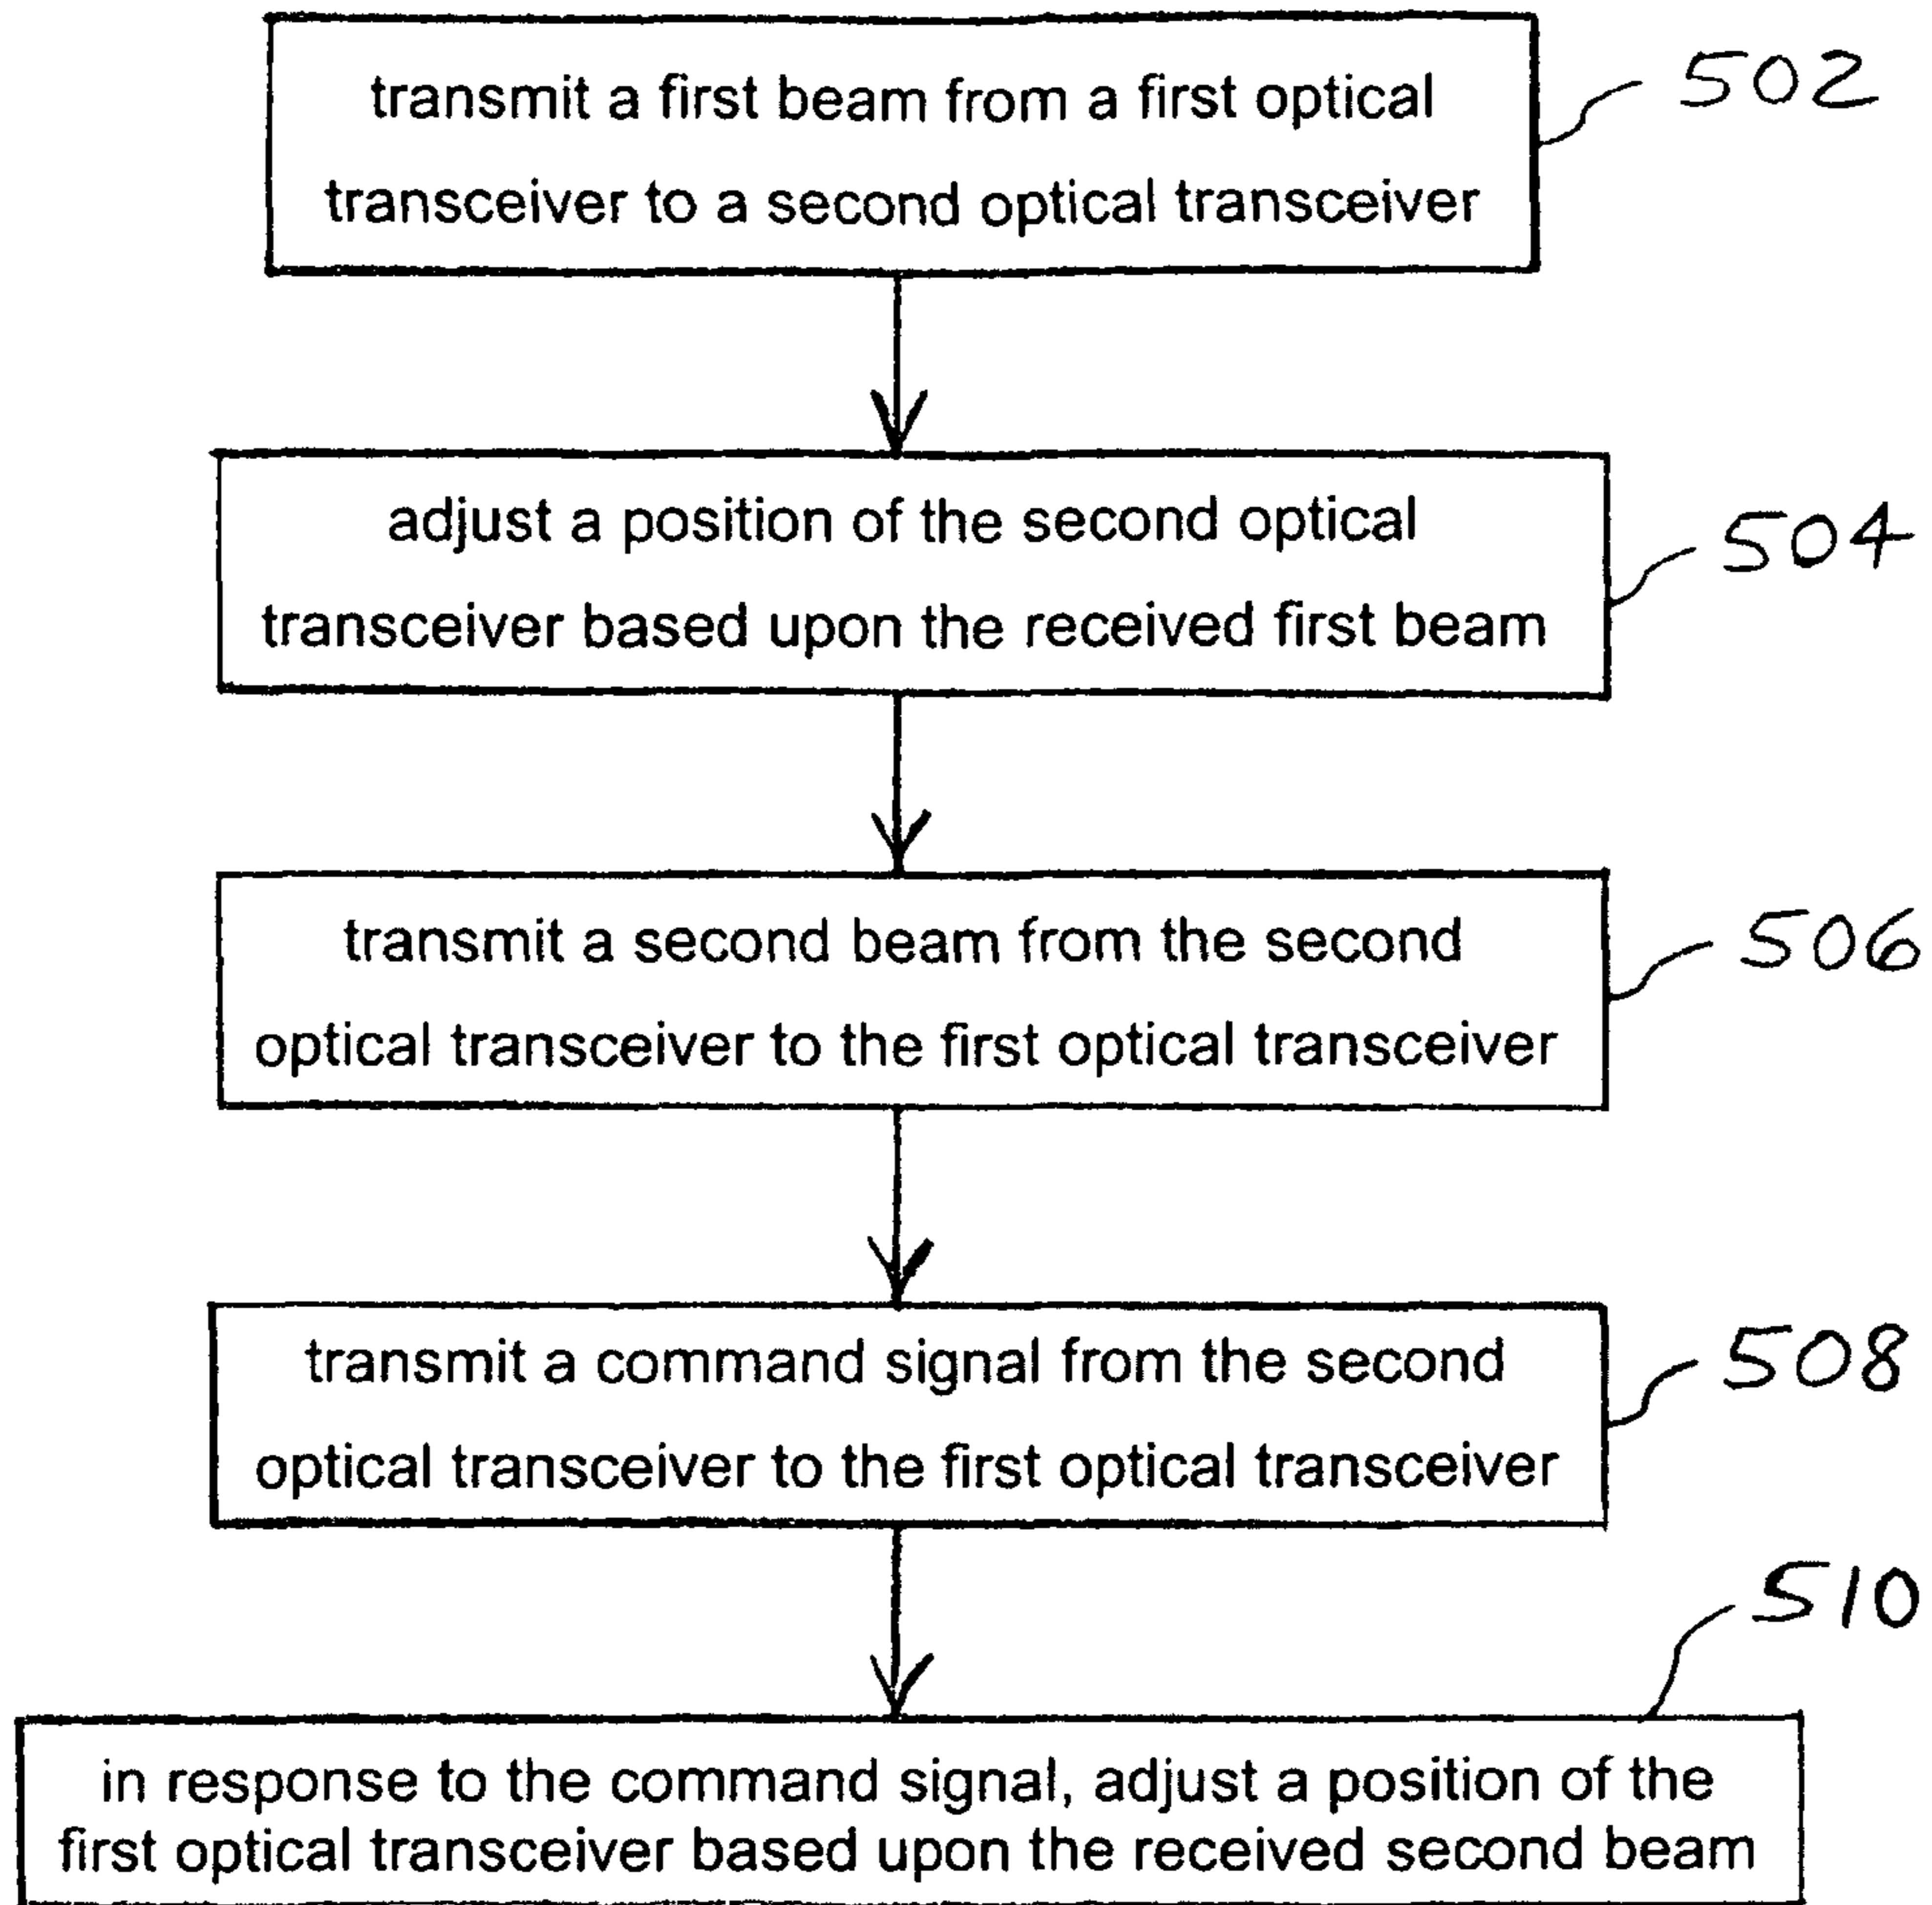 transmit a first beam from a first optical
transceiver to a second optical transceiver
502
adjust a position of the second optical
transceiver based upon the received first beam
504
transmit a second beam from the second
optical transceiver to the first optical transceiver
506
transmit a command signal from the second
optical transceiver to the first optical transceiver
508
510
in response to the command signal, adjust a position of the
first optical transceiver based upon the received second beam